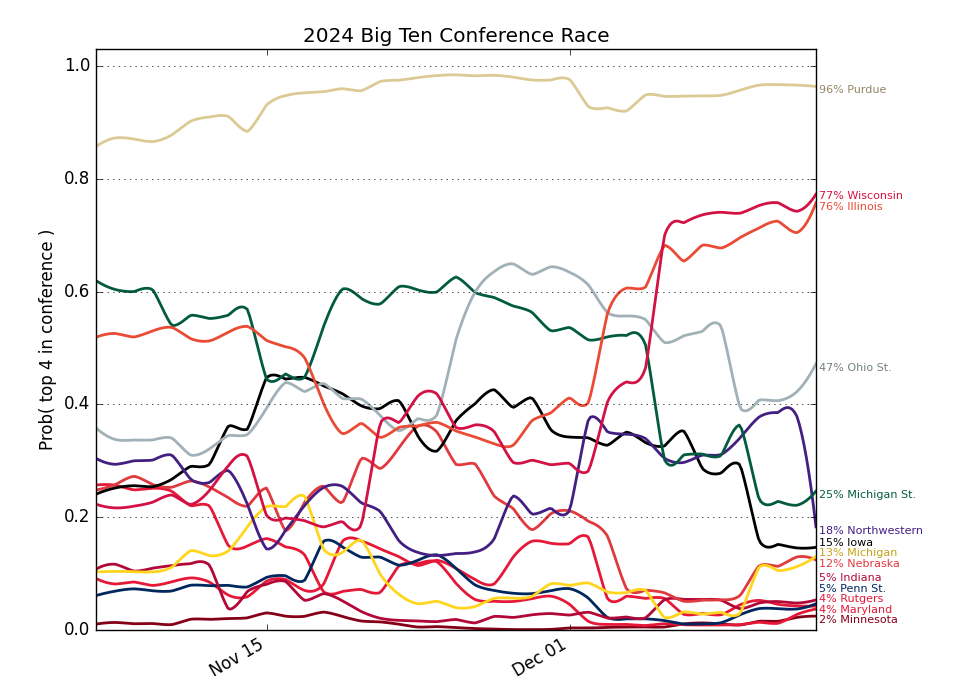 2024 Big Ten Conference Race
Prob( top 4 in conference )
1.0
0.8
0.6
0.4
0.2
0.0
Nov 15
Dec 01
96% Purdue
77% Wisconsin
76% Illinois
47% Ohio St.
25% Michigan St.
18% Northwestern
15% Iowa
13% Michigan
12% Nebraska
5% Indiana
5% Penn St.
4% Rutgers
4% Maryland
2% Minnesota